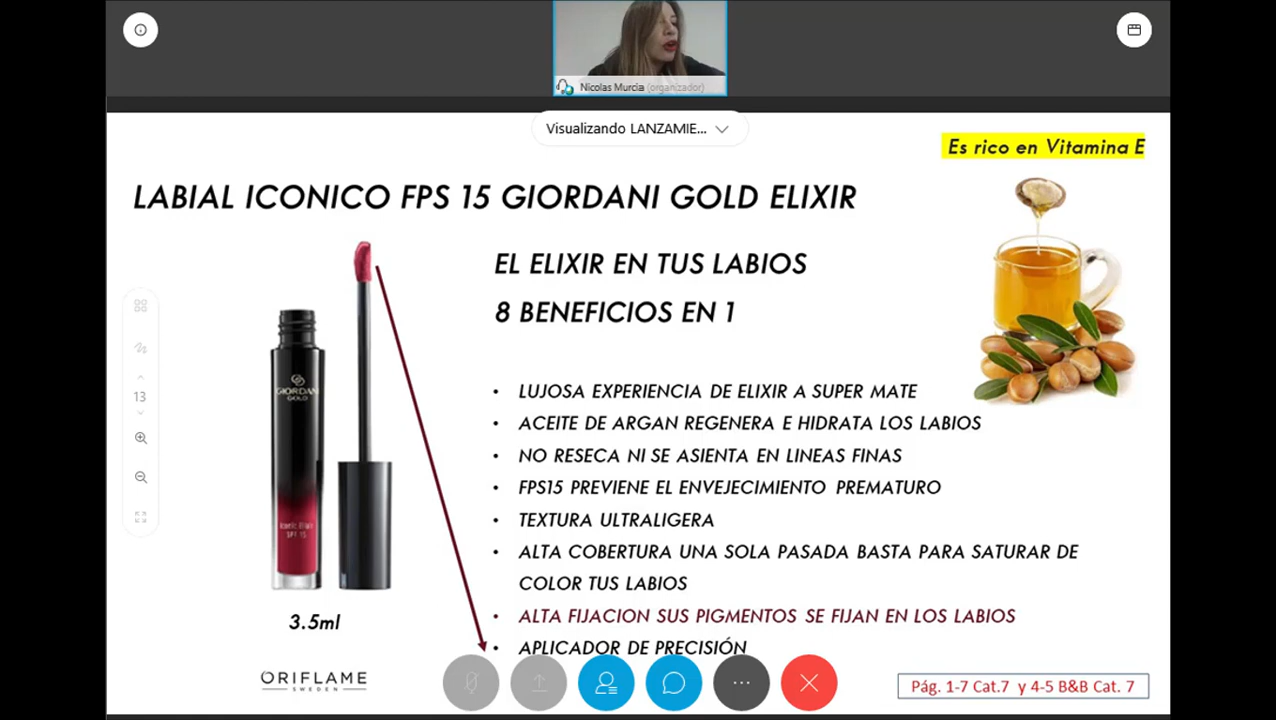 Nicolas Murcia (organizador)
Visualizando LANZAMIE...
Es rico en Vitamina E
LABIAL ICONICO FPS 15 GIORDANI GOLD ELIXIR
EL ELIXIR EN TUS LABIOS
8 BENEFICIOS EN 1
• LUJOSA EXPERIENCIA DE ELIXIR A SUPER MATE
• ACEITE DE ARGAN REGENERA E HIDRATA LOS LABIOS
• NO RESECA NI SE ASIENTA EN LINEAS FINAS
• FPS15 PREVIENE EL ENVEJECIMIENTO PREMATURO
• TEXTURA ULTRALIGERA
• ALTA COBERTURA UNA SOLA PASADA BASTA PARA SATURAR DE
COLOR TUS LABIOS
• ALTA FIJACION SUS PIGMENTOS SE FIJAN EN LOS LABIOS
• APLICADOR DE PRECISIÓN
13
GIORDANI
GOLD
Iconic Elixir
SPF 15
3.5ml
ORIFLAME
SWEDEN
Pág. 1-7 Cat.7 y 4-5 B&B Cat. 7